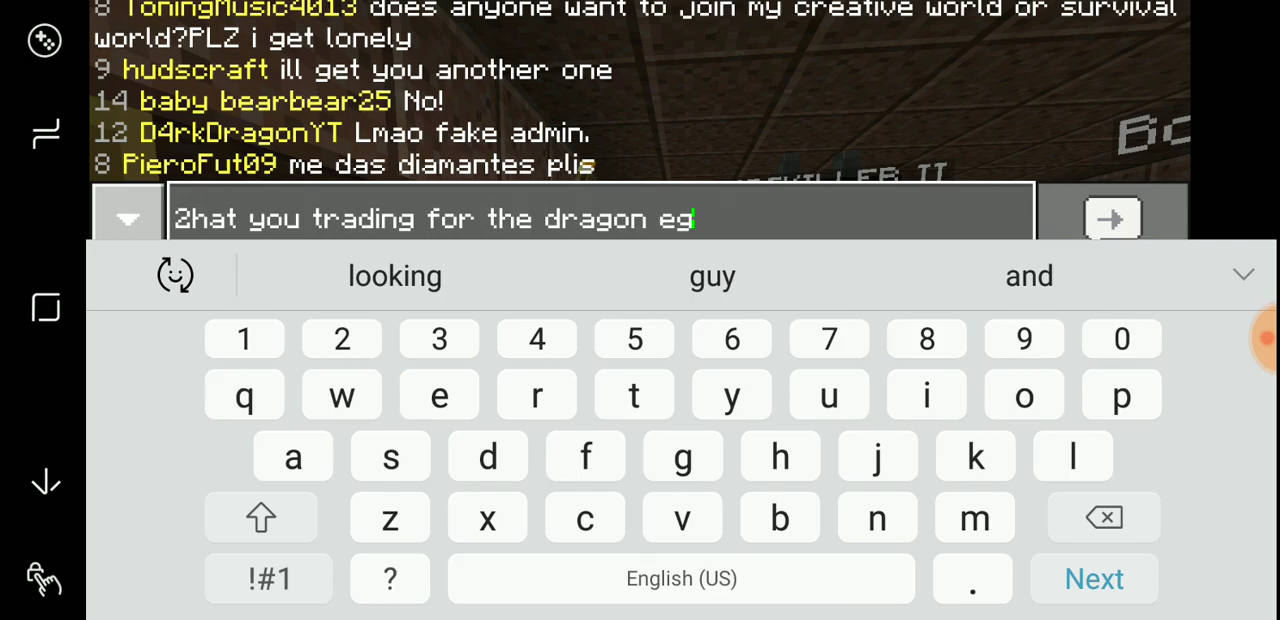 8 ToningMusic4013 does anyone want to join my creative world or survival
world?PLZ i get lonely
9 hudscraft ill get you another one
14 baby bearbear25 No!
12 D4rkDragonYT Lmao fake admin.
8 PieroFut09 me das diamantes plis
2hat you trading for the dragon eg
looking guy and
1 2 3 4 5 6 7 8 9 0
q w e r t y u i o p
a s d f g h j k l
z x c v b n m
!#1 ? English (US) . Next